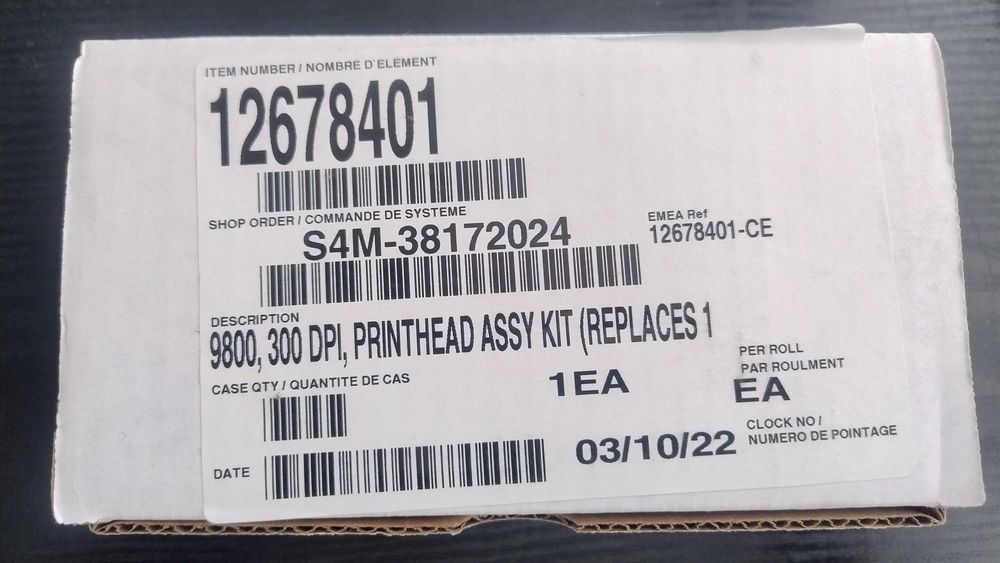 ITEM NUMBER / NOMBRE D`ELEMENT
12678401
SHOP ORDER / COMMANDE DE SYSTEME
S4M-38172024
EMEA Ref
12678401-CE
DESCRIPTION
9800, 300 DPI, PRINTHEAD ASSY KIT (REPLACES 1
CASE QTY / QUANTITE DE CAS
1EA
PER ROLL
PAR ROULMENT
EA
DATE
03/10/22
CLOCK NO /
NUMERO DE POINTAGE